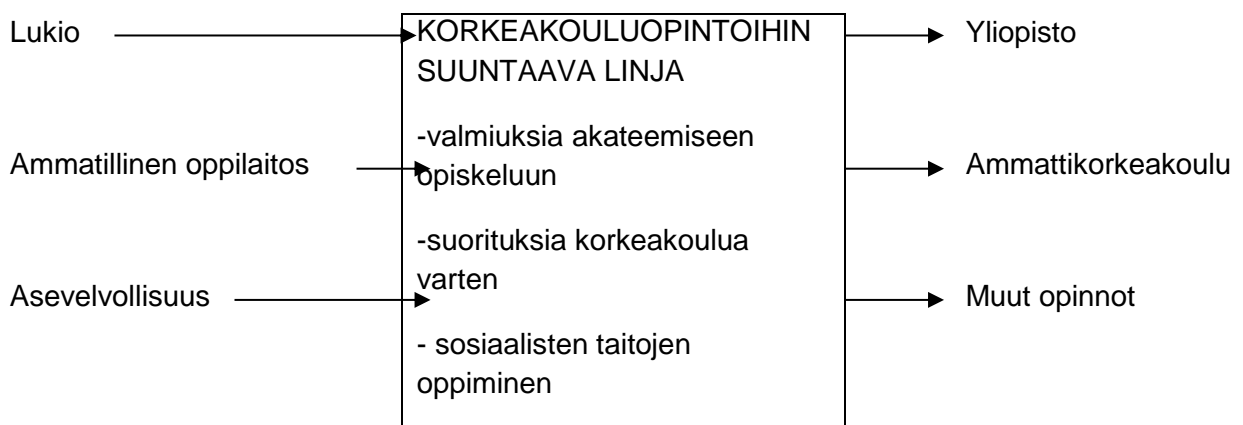 Lukio
KORKEAKOULUOPINTOIHIN
SUUNTAAVA LINJA
Yliopisto
-valmiuksia akateemiseen
opiskeluun
Ammatillinen oppilaitos
Ammattikorkeakoulu
-suorituksia korkeakoulua
varten
Asevelvollisuus
Muut opinnot
- sosiaalisten taitojen
oppiminen